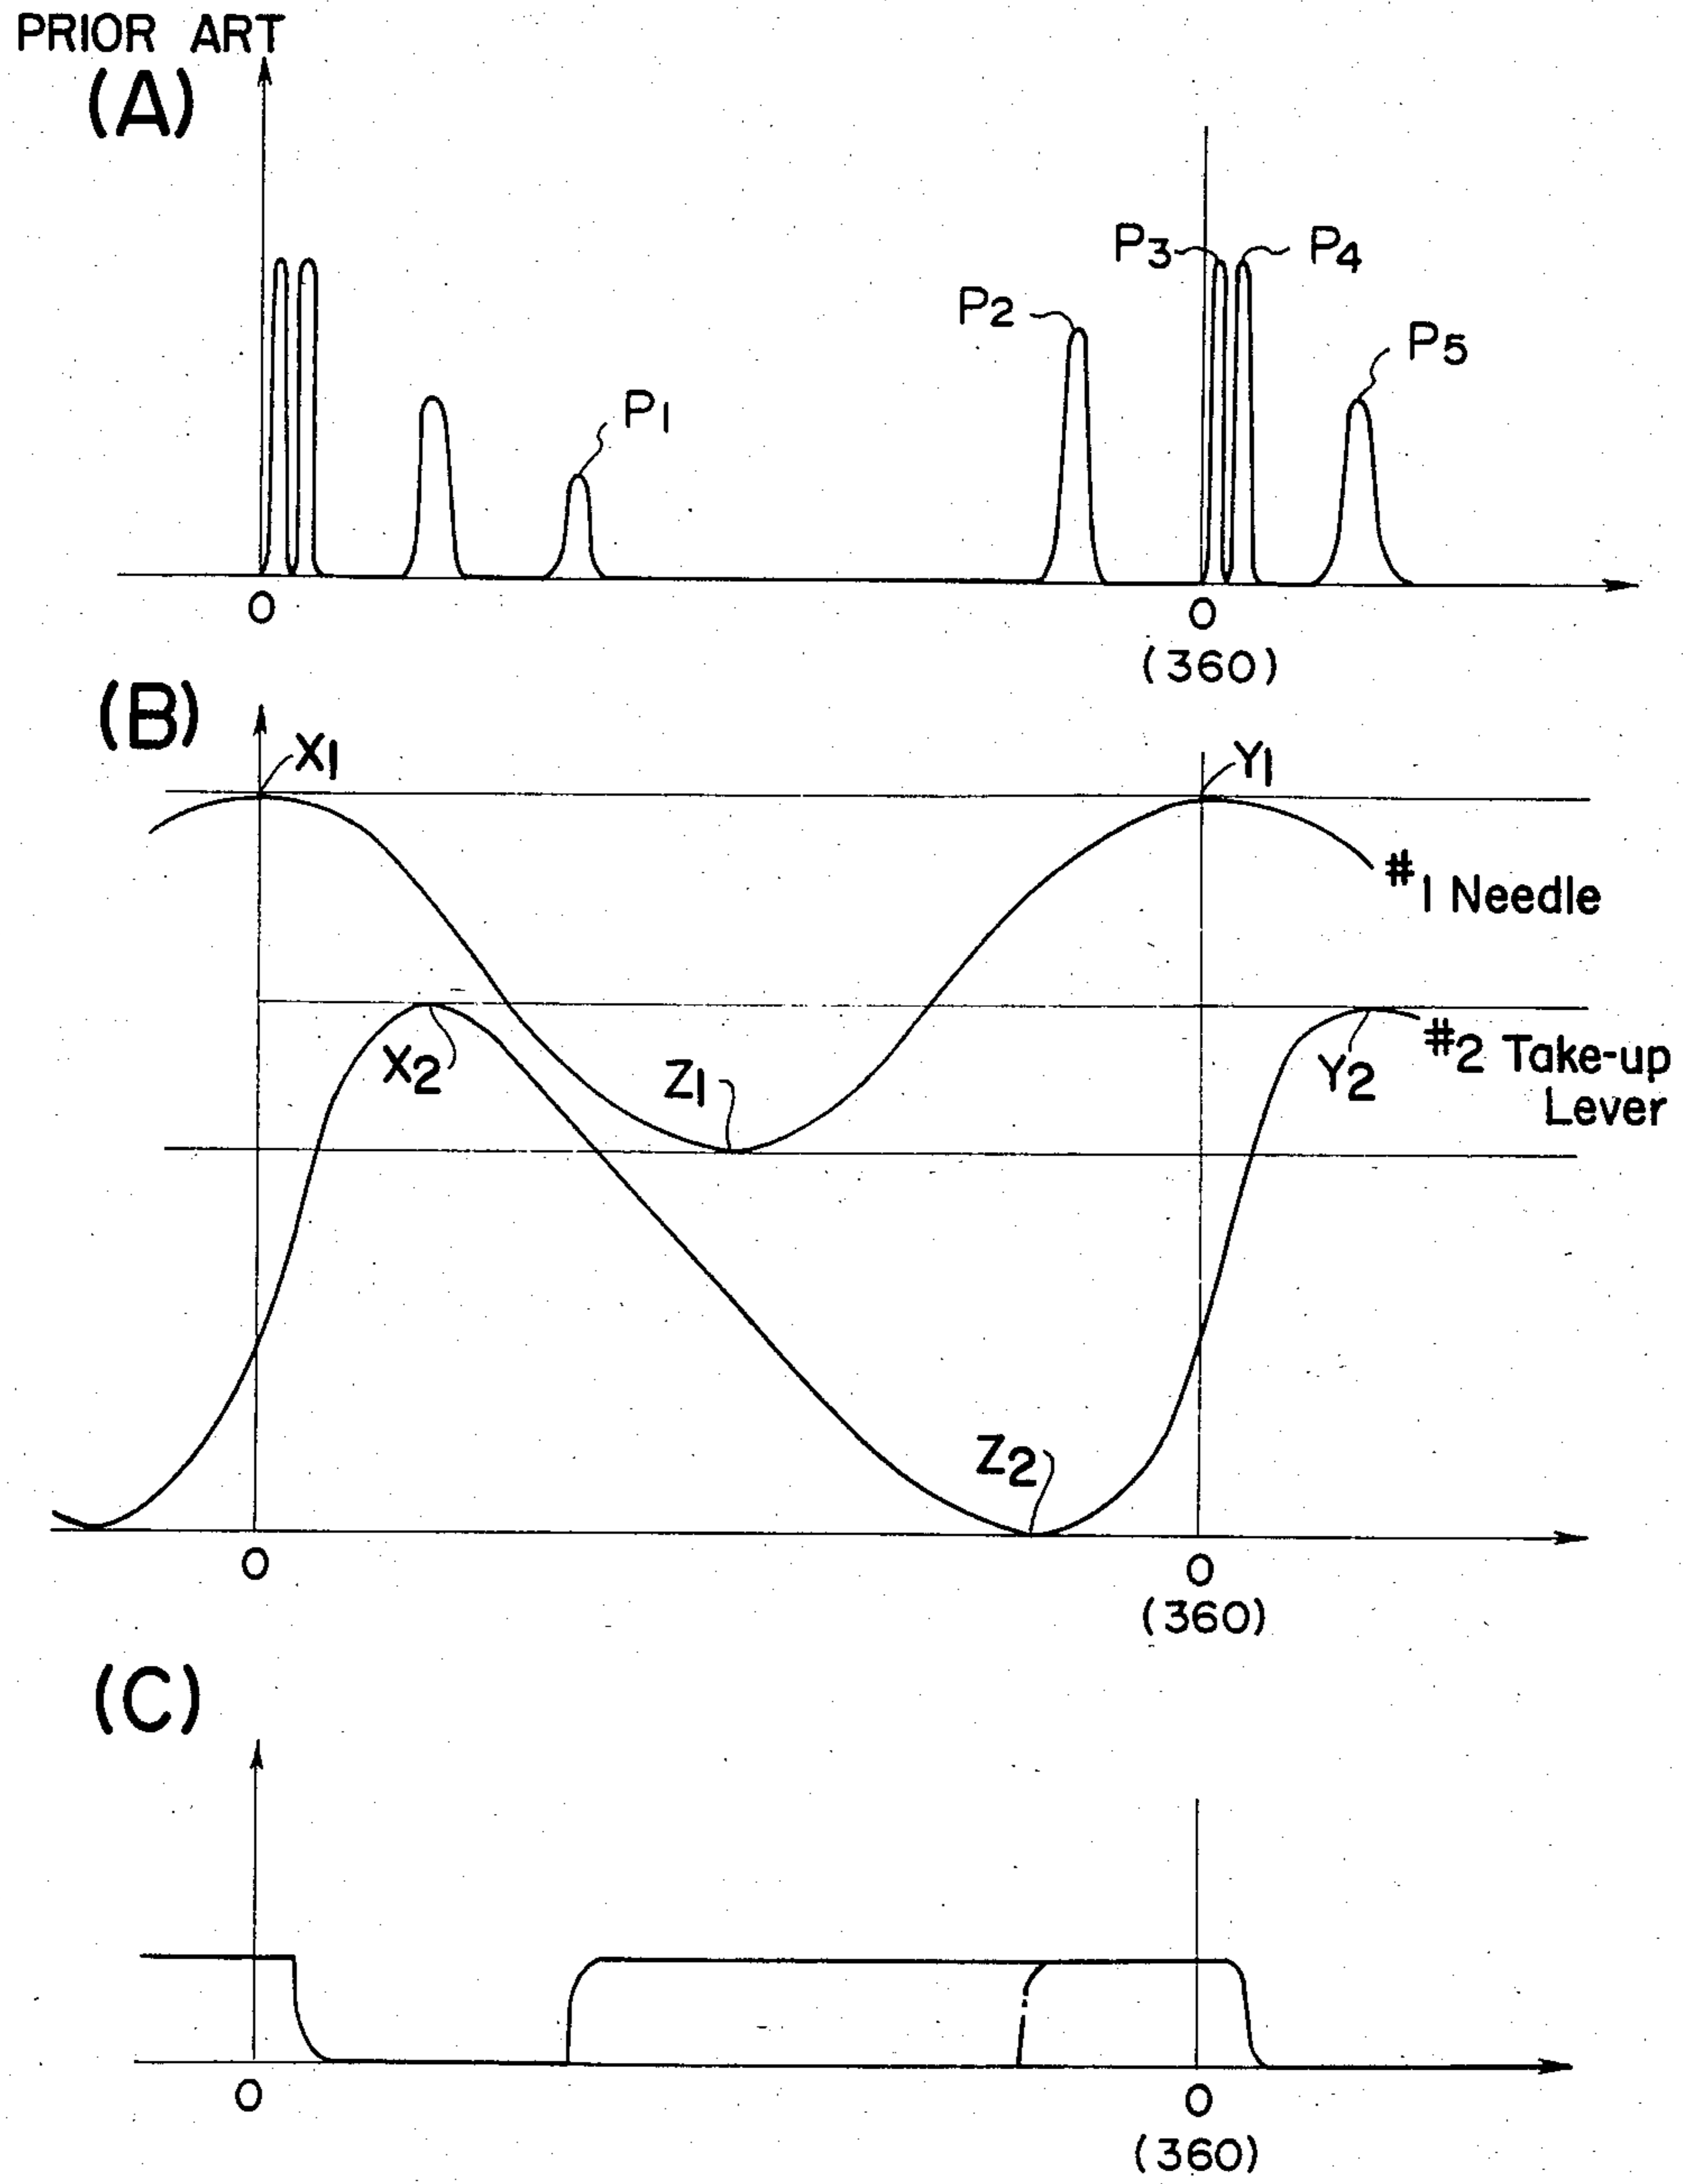 PRIOR ART
(A)
P3 P4
P2
P5
P1
0 0
(360)
(B)
X1 Y1
#1 Needle
X2 Z1 Y2 #2 Take-up
Lever
Z2
0 0
(360)
(C)
0 0
(360)